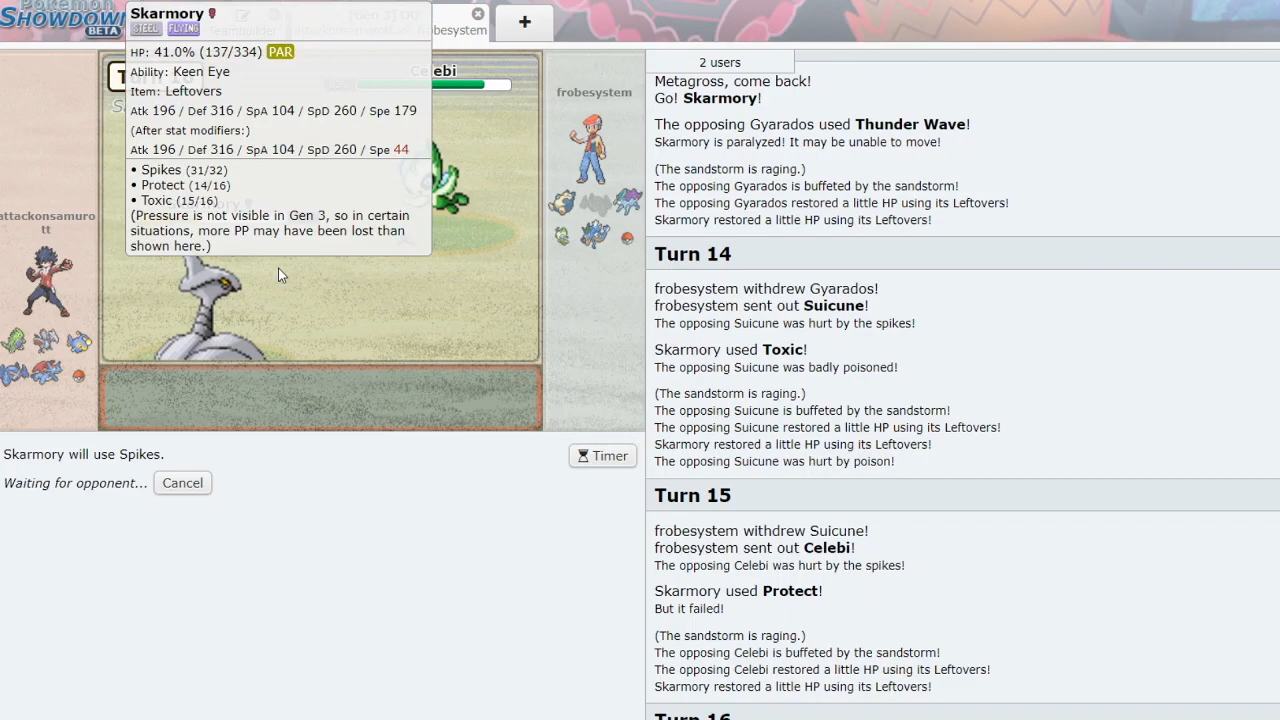 Pokémon
SHOWDOWN
BETA
Skarmory
STEEL FLYING
HP: 41.0% (137/334) PAR
Ability: Keen Eye
Item: Leftovers
Atk 196 / Def 316 / SpA 104 / SpD 260 / Spe 179
(After stat modifiers:)
Atk 196 / Def 316 / SpA 104 / SpD 260 / Spe 44
• Spikes (31/32)
• Protect (14/16)
• Toxic (15/16)
(Pressure is not visible in Gen 3, so in certain
situations, more PP may have been lost than
shown here.)
frobesystem
+
Celebi
attackonsamuro
tt
frobesystem
Skarmory will use Spikes.
Timer
Waiting for opponent...
Cancel
2 users
Metagross, come back!
Go! Skarmory!
The opposing Gyarados used Thunder Wave!
Skarmory is paralyzed! It may be unable to move!
(The sandstorm is raging.)
The opposing Gyarados is buffeted by the sandstorm!
The opposing Gyarados restored a little HP using its Leftovers!
Skarmory restored a little HP using its Leftovers!
Turn 14
frobesystem withdrew Gyarados!
frobesystem sent out Suicune!
The opposing Suicune was hurt by the spikes!
Skarmory used Toxic!
The opposing Suicune was badly poisoned!
(The sandstorm is raging.)
The opposing Suicune is buffeted by the sandstorm!
The opposing Suicune restored a little HP using its Leftovers!
Skarmory restored a little HP using its Leftovers!
The opposing Suicune was hurt by poison!
Turn 15
frobesystem withdrew Suicune!
frobesystem sent out Celebi!
The opposing Celebi was hurt by the spikes!
Skarmory used Protect!
But it failed!
(The sandstorm is raging.)
The opposing Celebi is buffeted by the sandstorm!
The opposing Celebi restored a little HP using its Leftovers!
Skarmory restored a little HP using its Leftovers!
Turn 16